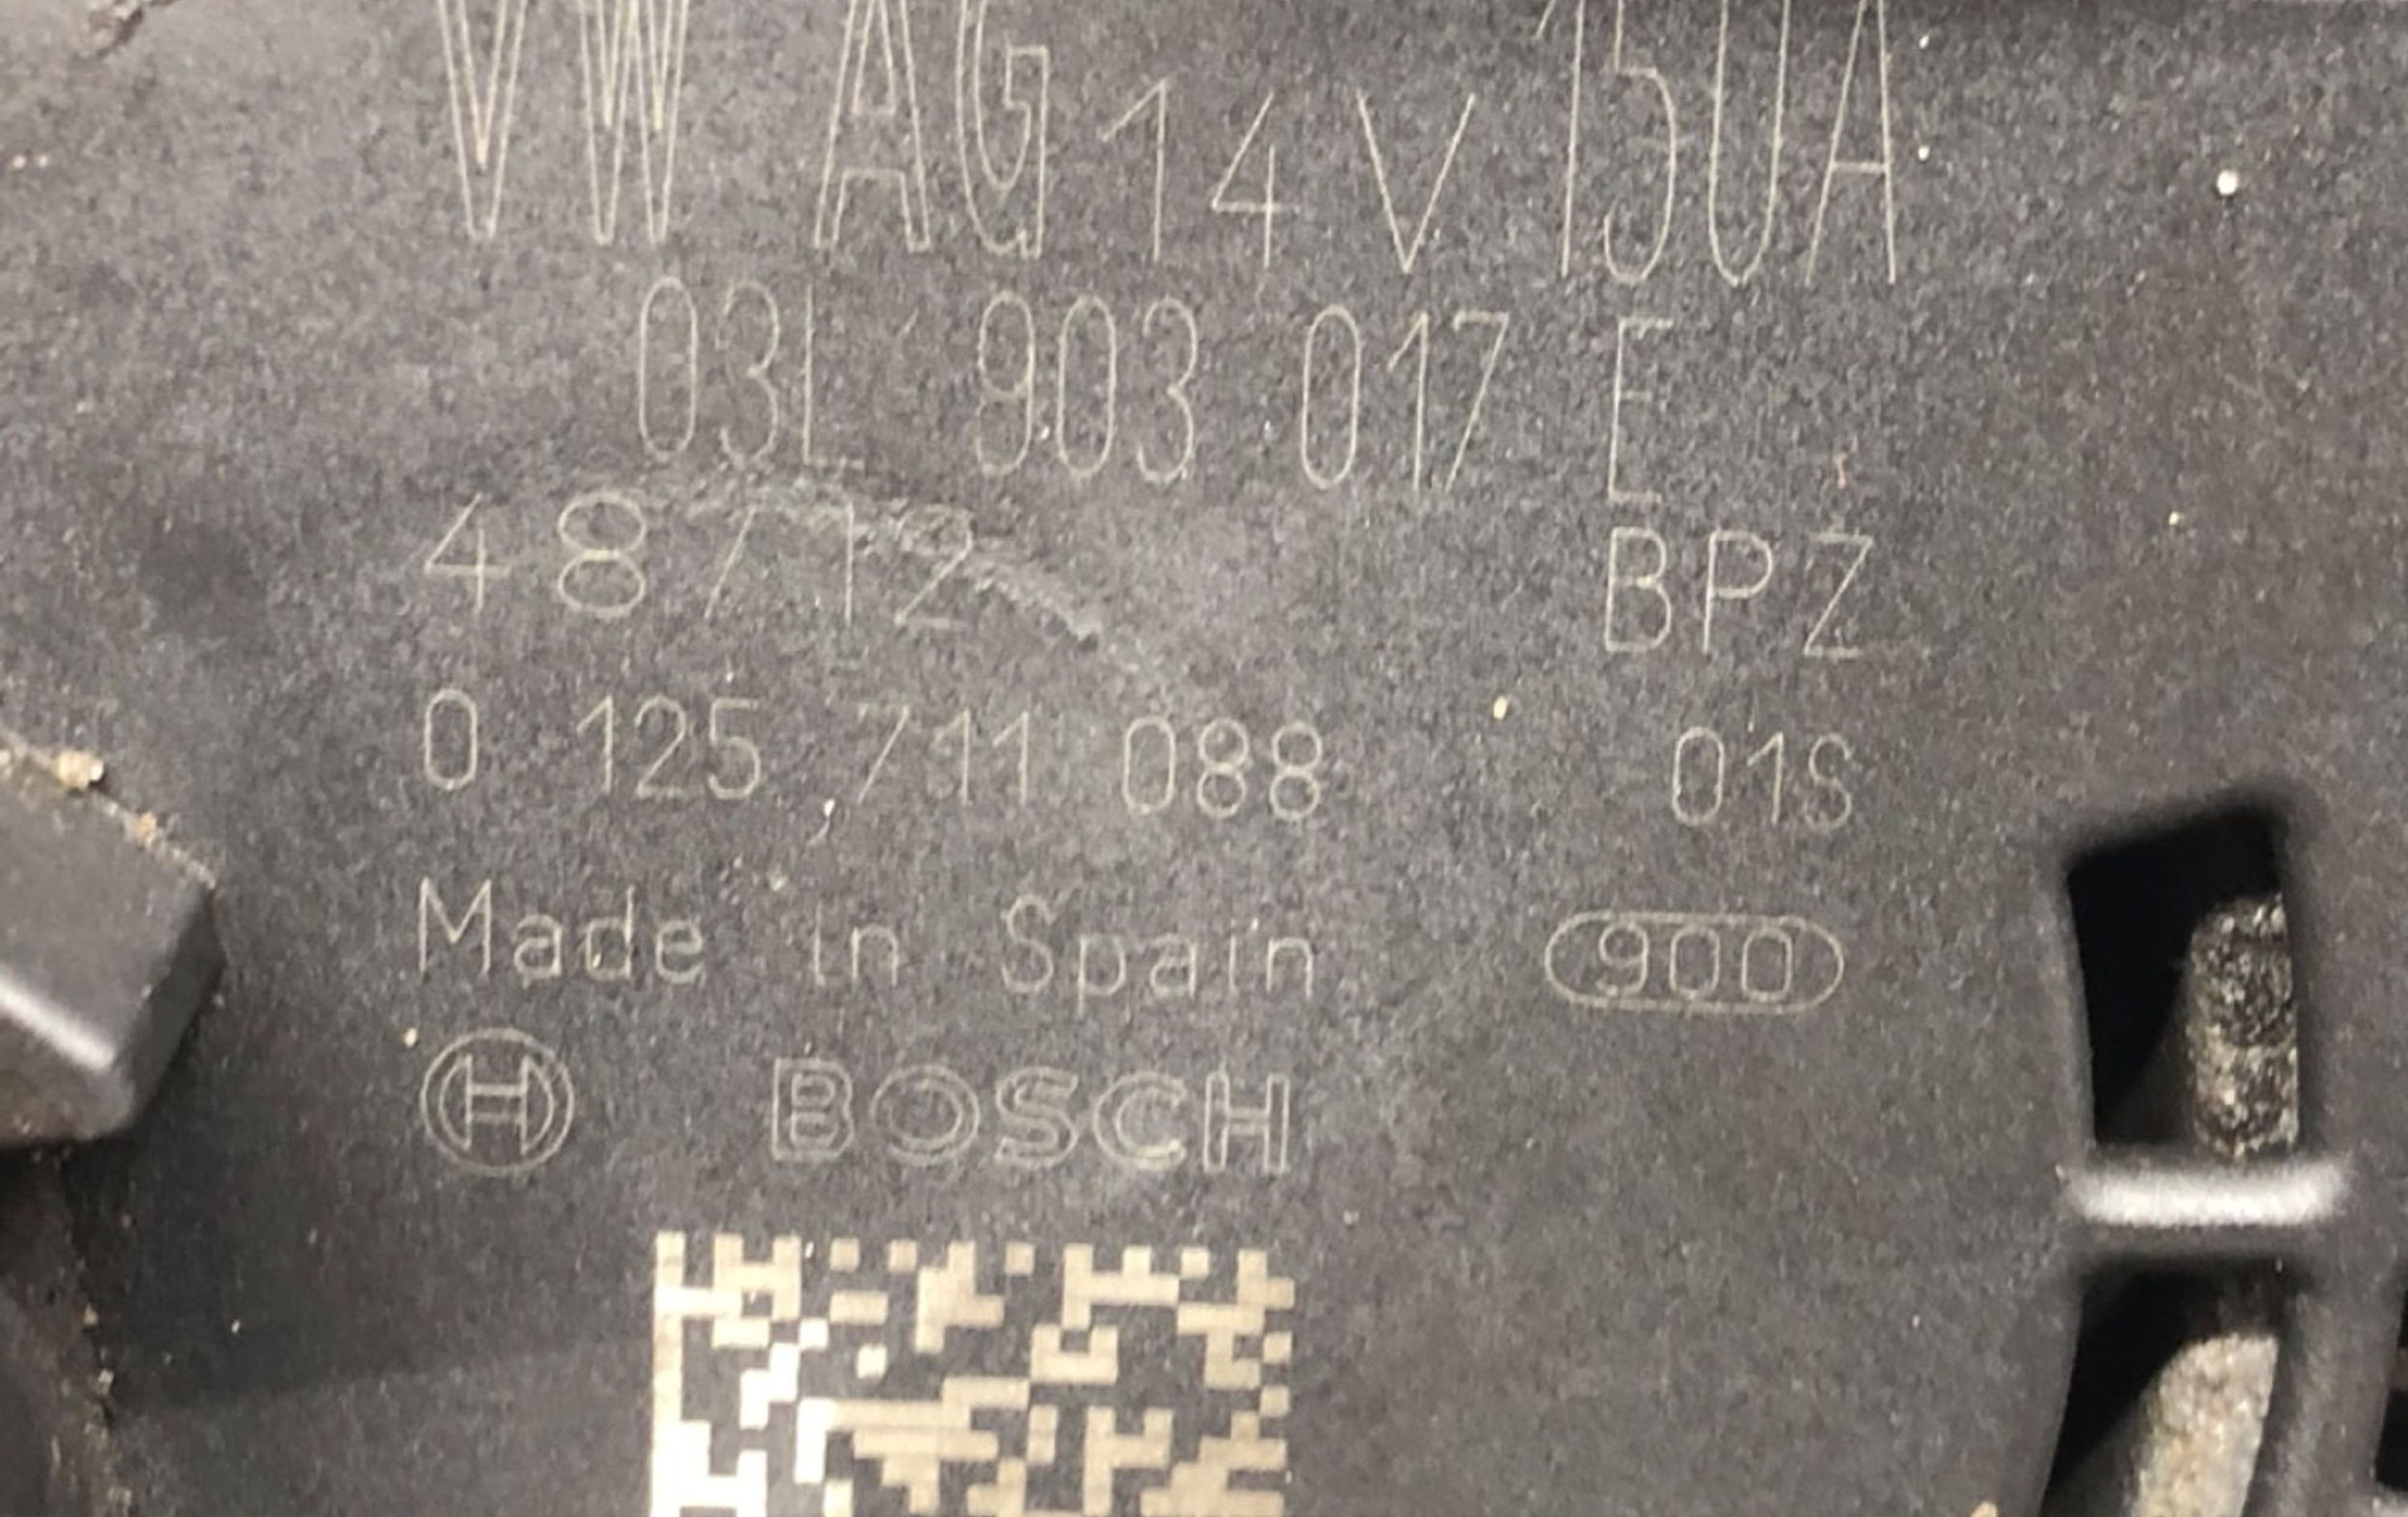 VW AG 14V 150A
03L 903 017 E
48/12 BPZ
0 125 711 088 01S
Made in Spain 900
BOSCH